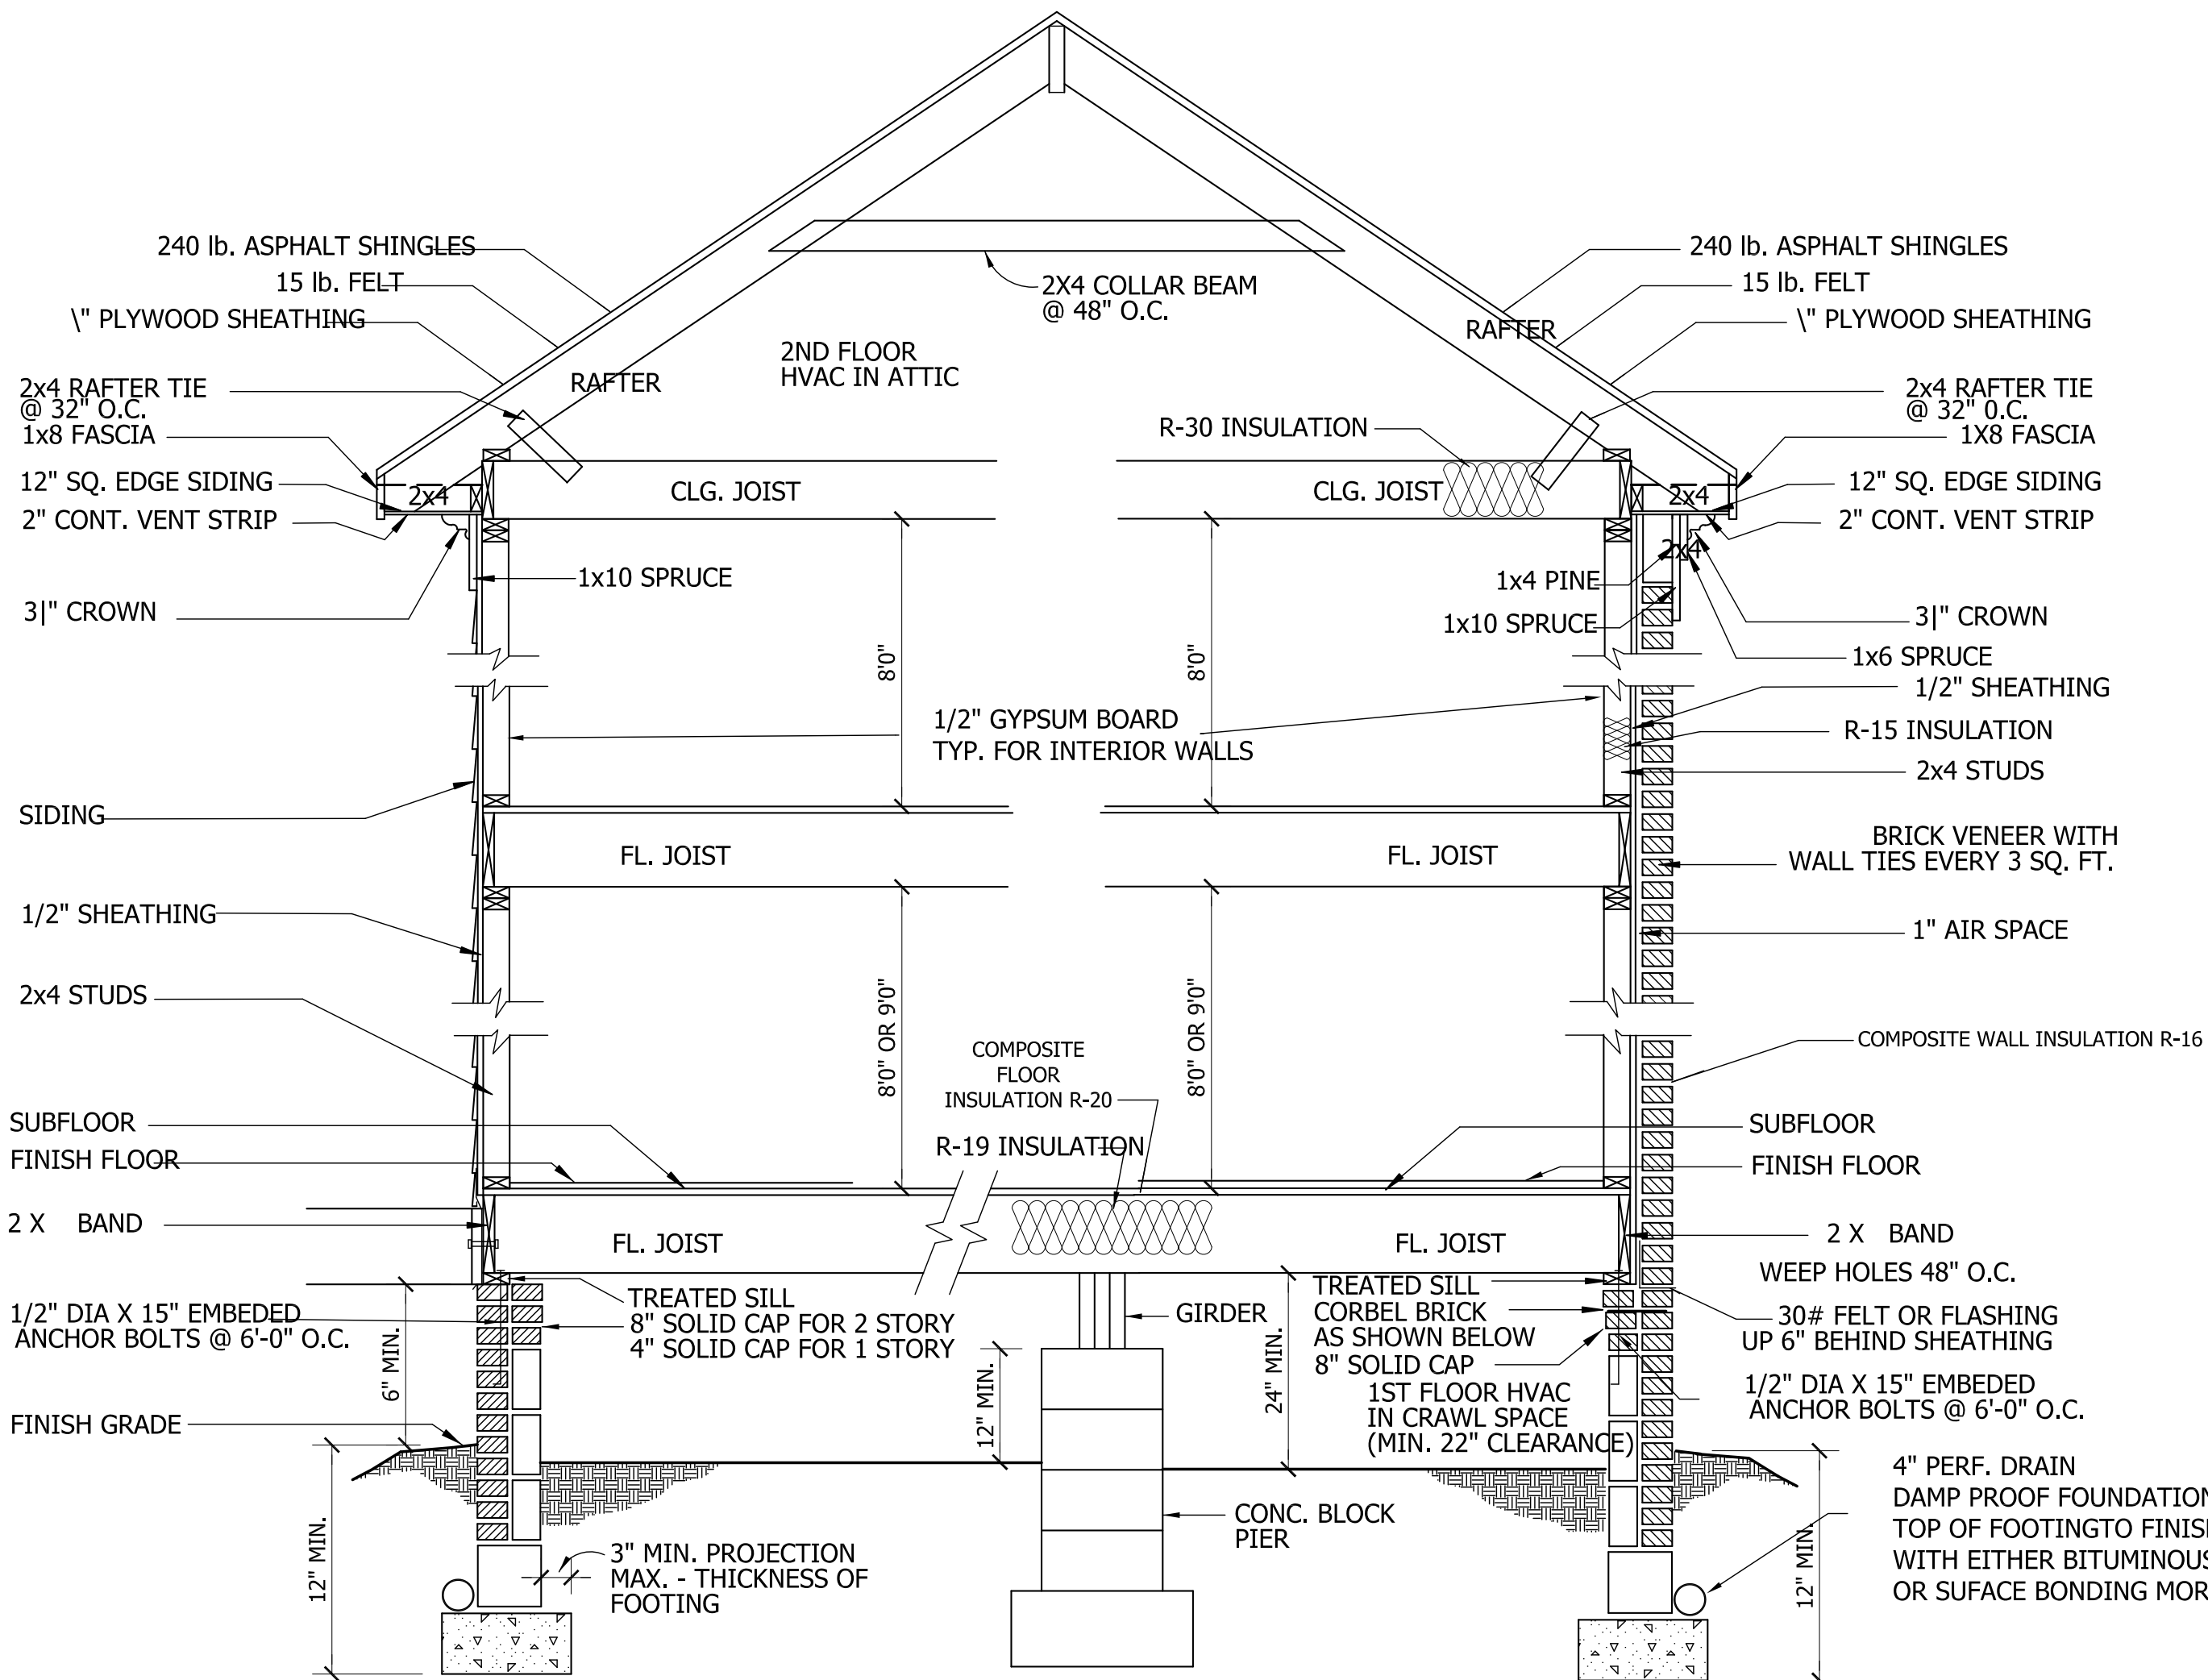 240 lb. ASPHALT SHINGLES
15 lb. FELT
\" PLYWOOD SHEATHING
2x4 RAFTER TIE
@ 32" O.C.
1x8 FASCIA
12" SQ. EDGE SIDING
2" CONT. VENT STRIP
3|" CROWN
SIDING
1/2" SHEATHING
2x4 STUDS
SUBFLOOR
FINISH FLOOR
2 X BAND
1/2" DIA X 15" EMBEDED
ANCHOR BOLTS @ 6'-0" O.C.
FINISH GRADE
12" MIN.
6" MIN.
2x4
RAFTER
1x10 SPRUCE
2ND FLOOR
HVAC IN ATTIC
2X4 COLLAR BEAM
@ 48" O.C.
CLG. JOIST
8'0"
1/2" GYPSUM BOARD
TYP. FOR INTERIOR WALLS
FL. JOIST
8'0" OR 9'0"
COMPOSITE
FLOOR
INSULATION R-20
R-19 INSULATION
FL. JOIST
TREATED SILL
8" SOLID CAP FOR 2 STORY
4" SOLID CAP FOR 1 STORY
3" MIN. PROJECTION
MAX. - THICKNESS OF
FOOTING
12" MIN.
GIRDER
CONC. BLOCK
PIER
24" MIN.
RAFTER
R-30 INSULATION
CLG. JOIST
8'0"
1x4 PINE
1x10 SPRUCE
FL. JOIST
8'0" OR 9'0"
FL. JOIST
TREATED SILL
CORBEL BRICK
AS SHOWN BELOW
8" SOLID CAP
1ST FLOOR HVAC
IN CRAWL SPACE
(MIN. 22" CLEARANCE)
240 lb. ASPHALT SHINGLES
15 lb. FELT
\" PLYWOOD SHEATHING
2x4 RAFTER TIE
@ 32" 0.C.
1X8 FASCIA
2x4
12" SQ. EDGE SIDING
2" CONT. VENT STRIP
2x4
3|" CROWN
1x6 SPRUCE
1/2" SHEATHING
R-15 INSULATION
2x4 STUDS
BRICK VENEER WITH
WALL TIES EVERY 3 SQ. FT.
1" AIR SPACE
COMPOSITE WALL INSULATION R-16
SUBFLOOR
FINISH FLOOR
2 X BAND
WEEP HOLES 48" O.C.
30# FELT OR FLASHING
UP 6" BEHIND SHEATHING
1/2" DIA X 15" EMBEDED
ANCHOR BOLTS @ 6'-0" O.C.
12" MIN.
4" PERF. DRAIN
DAMP PROOF FOUNDATION
TOP OF FOOTINGTO FINISH
WITH EITHER BITUMINOUS
OR SUFACE BONDING MOR